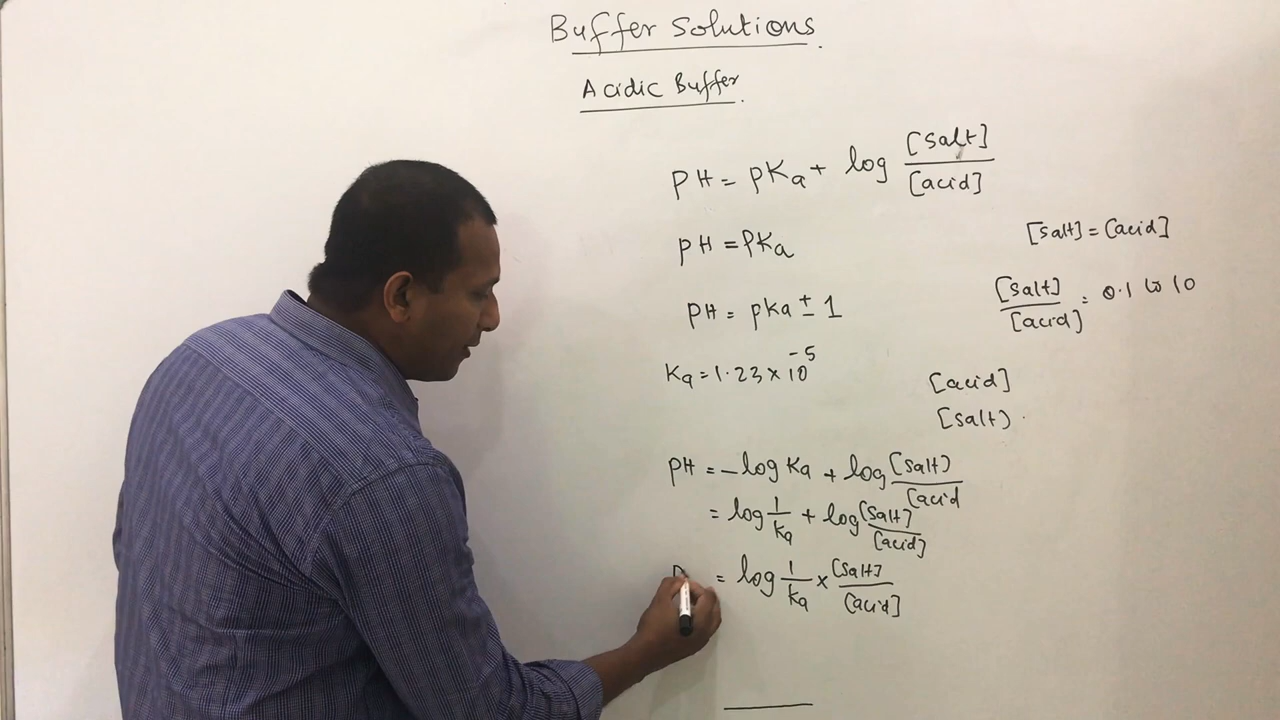 Buffer Solutions.
Acidic Buffer.
PH = pKa + log [salt]/[acid]
PH = PKa
[salt] = [acid]
PH = pka ± 1
[salt]/[acid] = 0.1 to 10
Ka = 1.23 x 10^-5
[acid]
[salt).
PH = -log Ka + log [salt)/[acid
= log 1/Ka + log [salt]/[acid]
P = log 1/Ka x [salt]/[acid]